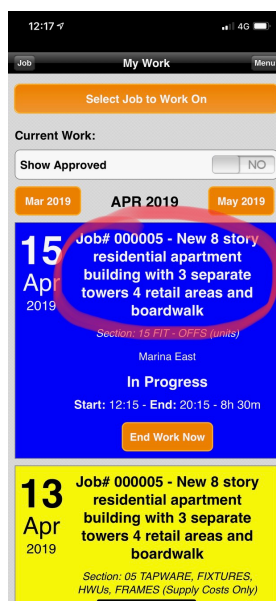 12:17 4G
Job My Work Menu
Select Job to Work On
Current Work:
Show Approved NO
Mar 2019 APR 2019 May 2019
15
Apr
2019
Job# 000005 - New 8 story
residential apartment
building with 3 separate
towers 4 retail areas and
boardwalk
Section: 15 FIT - OFFS (units)
Marina East
In Progress
Start: 12:15 - End: 20:15 - 8h 30m
End Work Now
13
Apr
2019
Job# 000005 - New 8 story
residential apartment
building with 3 separate
towers 4 retail areas and
boardwalk
Section: 05 TAPWARE, FIXTURES,
HWUs, FRAMES (Supply Costs Only)